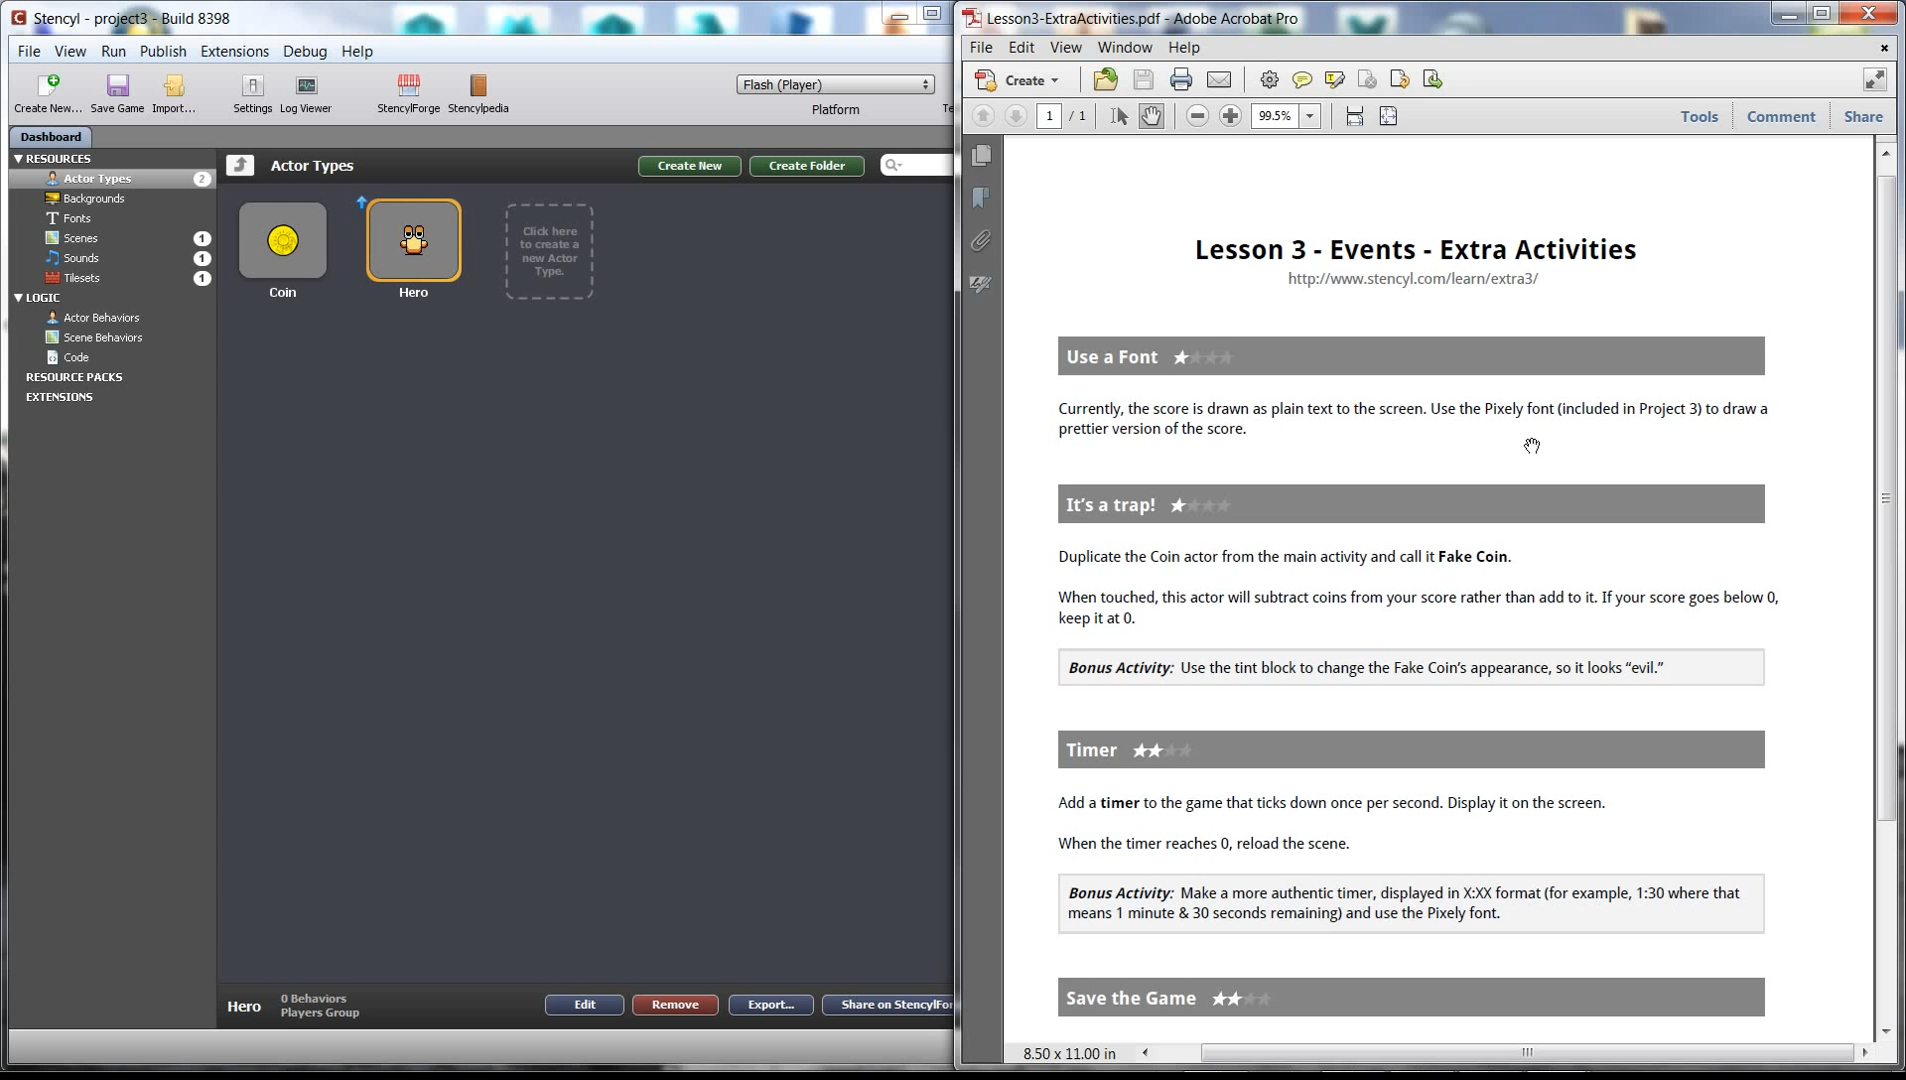 Stencyl - project3 - Build 8398
File View Run Publish Extensions Debug Help
Create New... Save Game Import... Settings Log Viewer StencylForge Stencylpedia
Flash (Player)
Platform
Dashboard
RESOURCES
Actor Types 2
Backgrounds
Fonts
Scenes 1
Sounds 1
Tilesets 1
LOGIC
Actor Behaviors
Scene Behaviors
Code
RESOURCE PACKS
EXTENSIONS
Actor Types Create New Create Folder
Click here
to create a
new Actor
Type.
Coin Hero
Hero
0 Behaviors
Players Group
Edit Remove Export... Share on StencylFor
Lesson3-ExtraActivities.pdf - Adobe Acrobat Pro
File Edit View Window Help
Create
1 / 1 99.5% Tools Comment Share
Lesson 3 - Events - Extra Activities
http://www.stencyl.com/learn/extra3/
Use a Font
Currently, the score is drawn as plain text to the screen. Use the Pixely font (included in Project 3) to draw a
prettier version of the score.
It's a trap!
Duplicate the Coin actor from the main activity and call it Fake Coin.
When touched, this actor will subtract coins from your score rather than add to it. If your score goes below 0,
keep it at 0.
Bonus Activity: Use the tint block to change the Fake Coin's appearance, so it looks “evil.”
Timer
Add a timer to the game that ticks down once per second. Display it on the screen.
When the timer reaches 0, reload the scene.
Bonus Activity: Make a more authentic timer, displayed in X:XX format (for example, 1:30 where that
means 1 minute & 30 seconds remaining) and use the Pixely font.
Save the Game
8.50 x 11.00 in